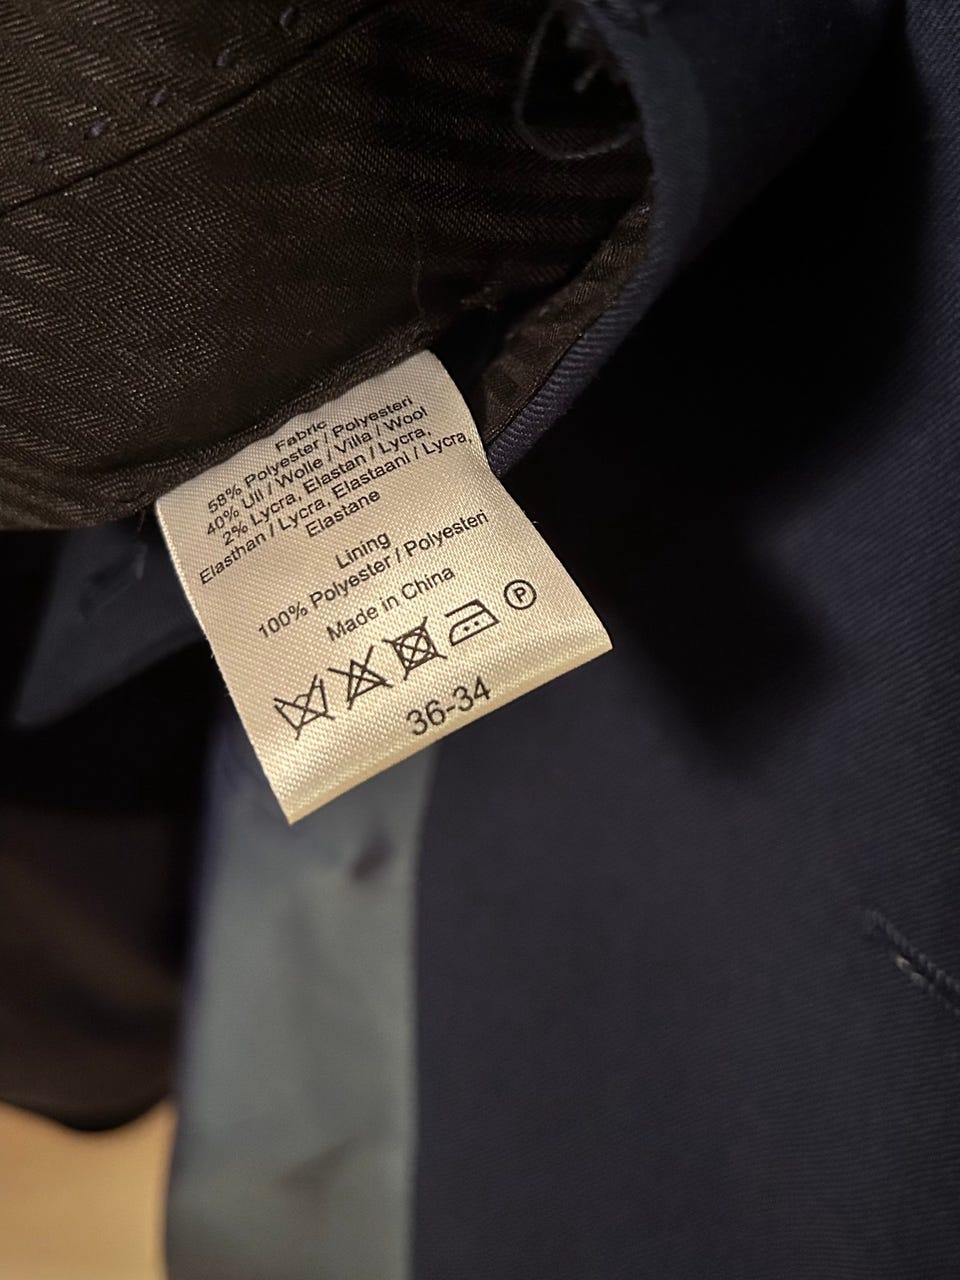 Fabric
58% Polyester / Polyesteri
40% Ull / Wolle / Villa / Wool
2% Lycra, Elastan / Lycra,
Elasthan / Lycra, Elastaani / Lycra,
Elastane
Lining
100% Polyester / Polyesteri
Made in China
P
36-34